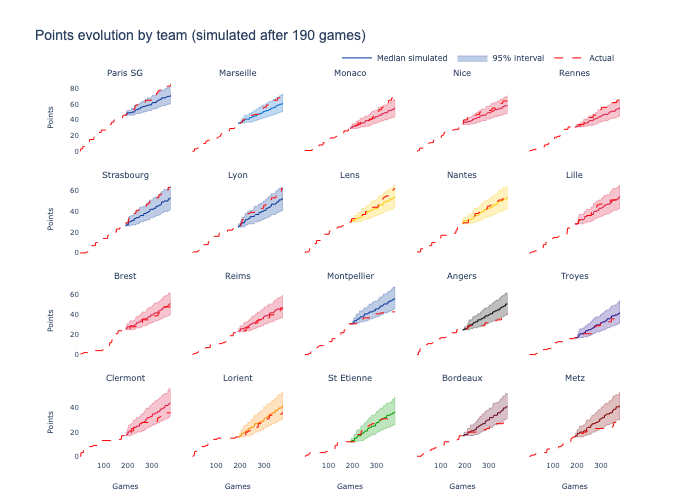 Points evolution by team (simulated after 190 games)
Median simulated 95% interval Actual
Paris SG Marseille Monaco Nice Rennes
80
60
40
20
0
Points
Strasbourg Lyon Lens Nantes Lille
60
40
20
0
Points
Brest Reims Montpellier Angers Troyes
60
40
20
0
Points
Clermont Lorient St Etienne Bordeaux Metz
40
20
0
Points
100 200 300 100 200 300 100 200 300 100 200 300 100 200 300
Games Games Games Games Games